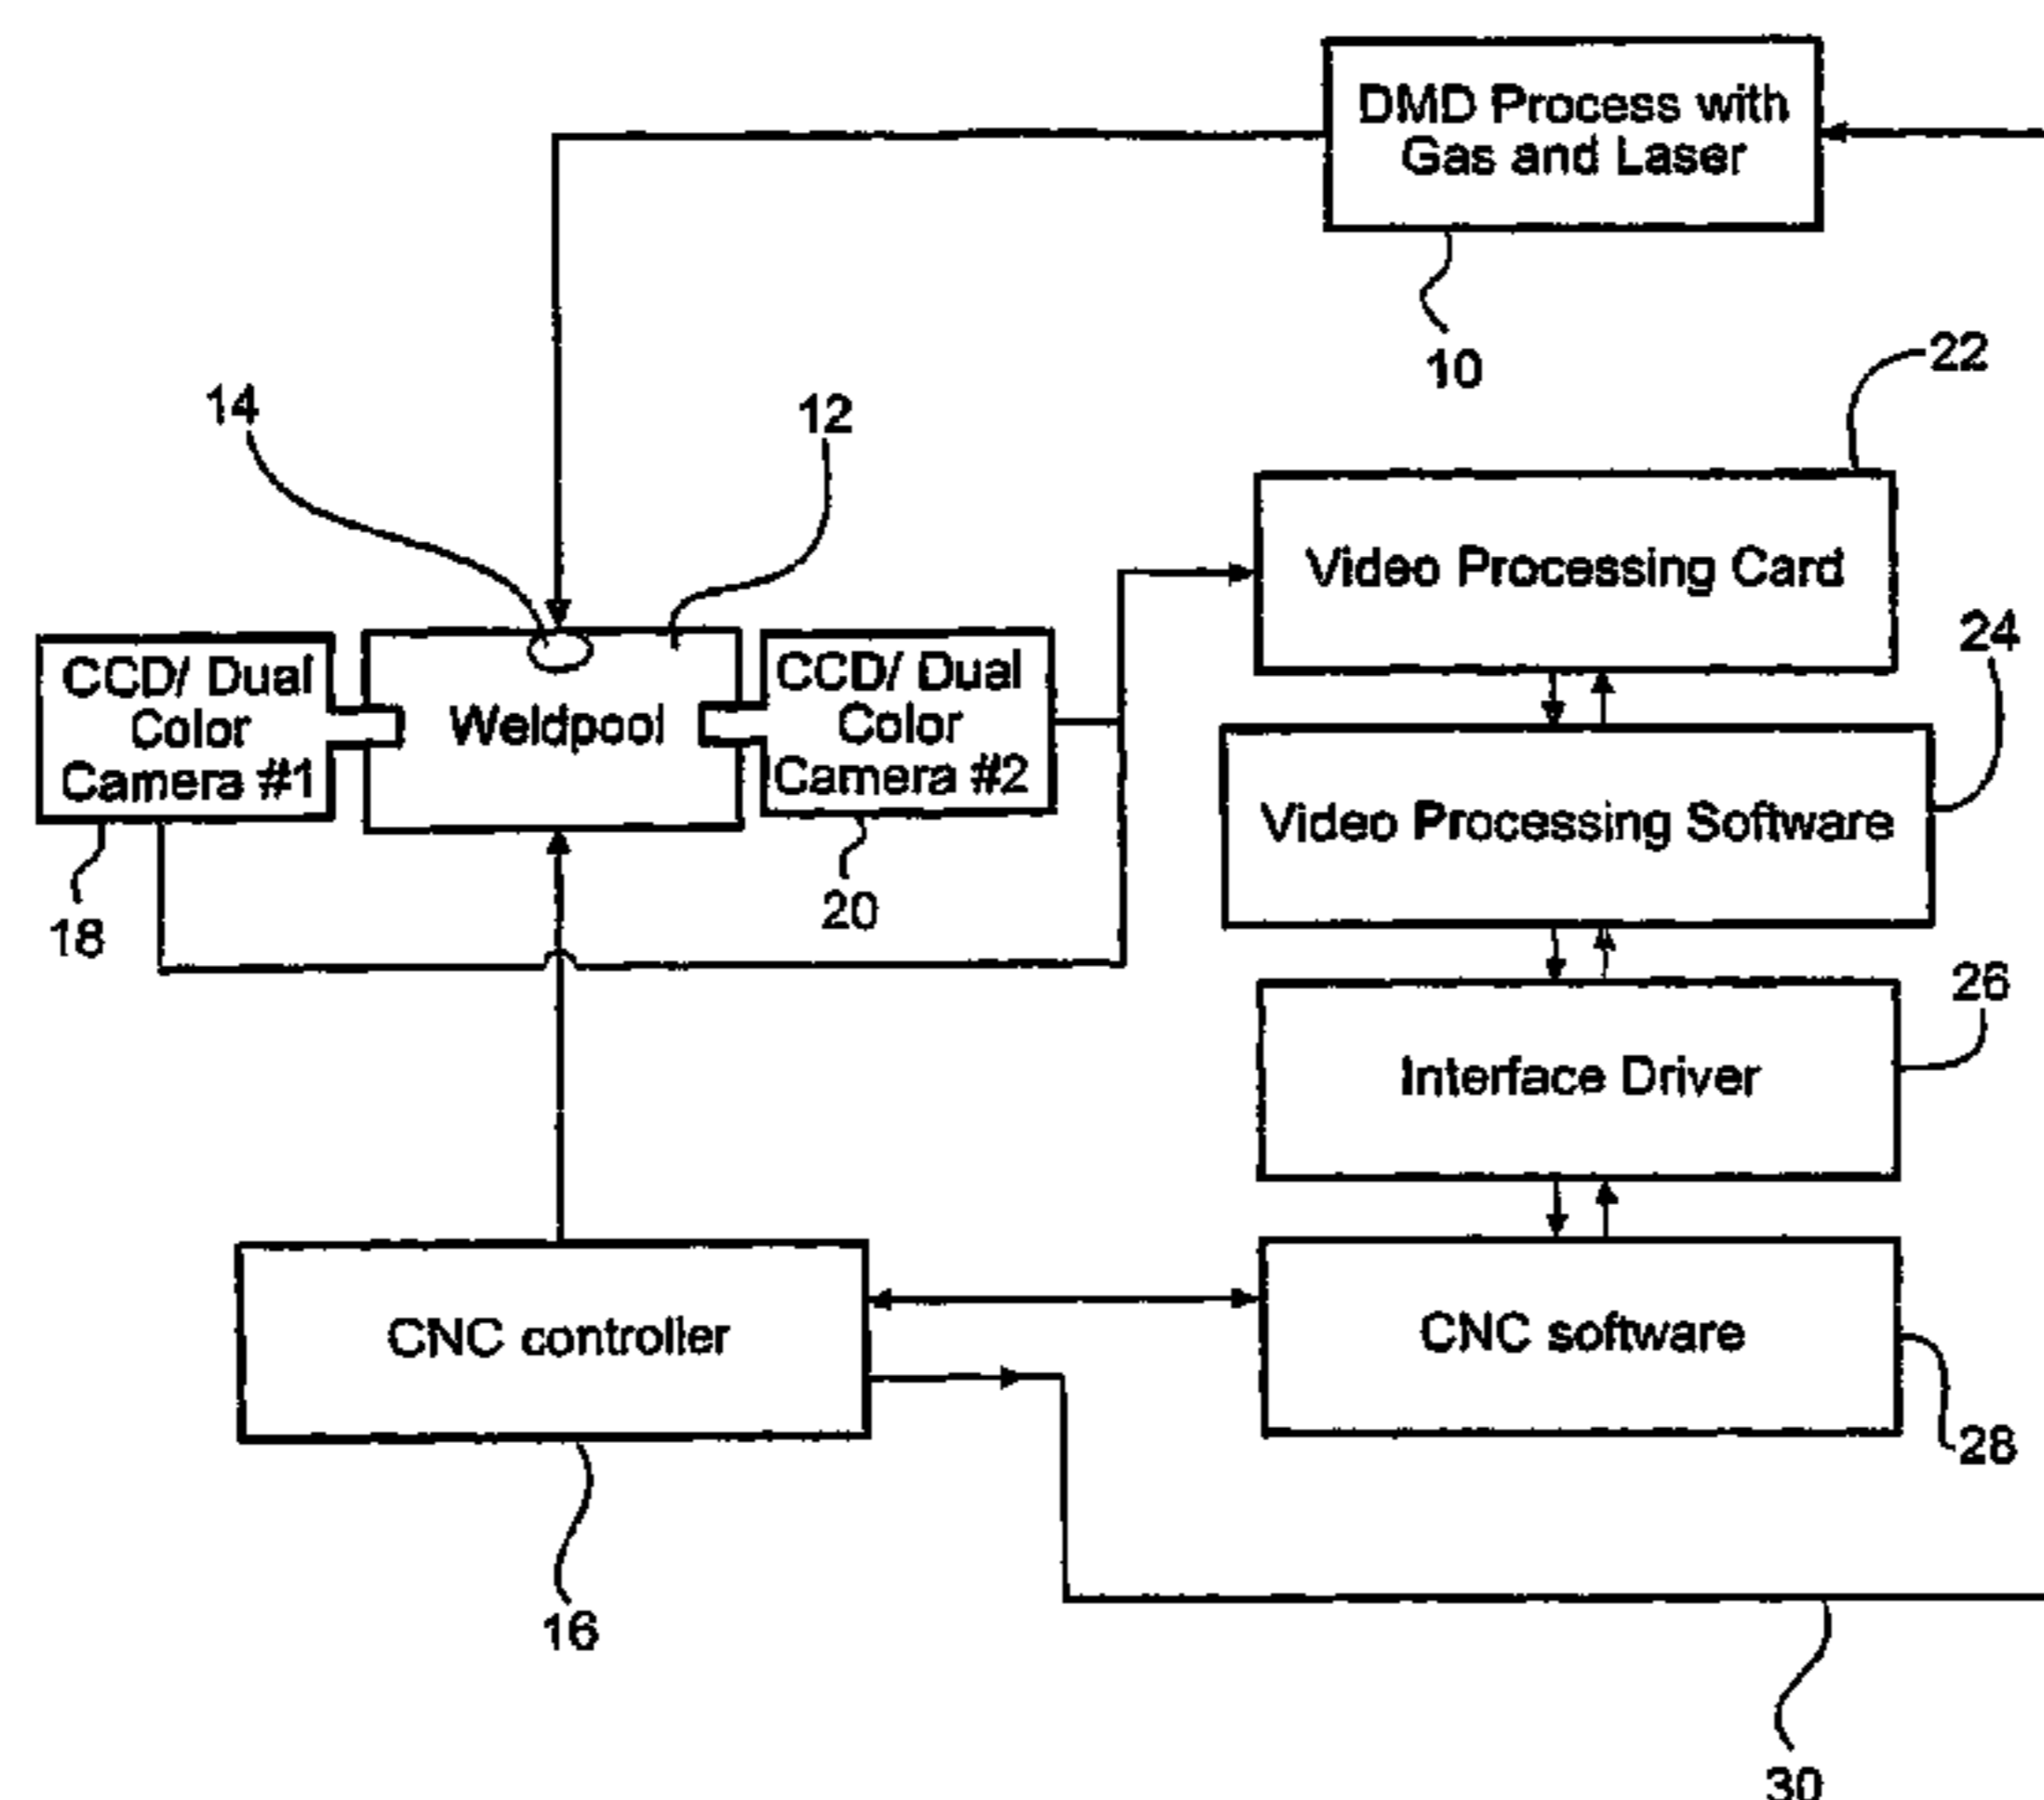 DMD Process with
Gas and Laser
10
22
14
12
Video Processing Card
24
CCD/ Dual
Color
Camera #1
Weldpool
CCD/ Dual
Color
Camera #2
Video Processing Software
18
20
26
Interface Driver
CNC controller
CNC software
28
16
30